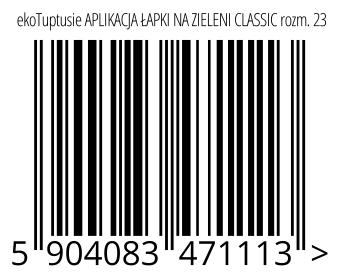 ekoTuptusie APLIKACJA ŁAPKI NA ZIELENI CLASSIC rozm. 23
5 904083 471113 >